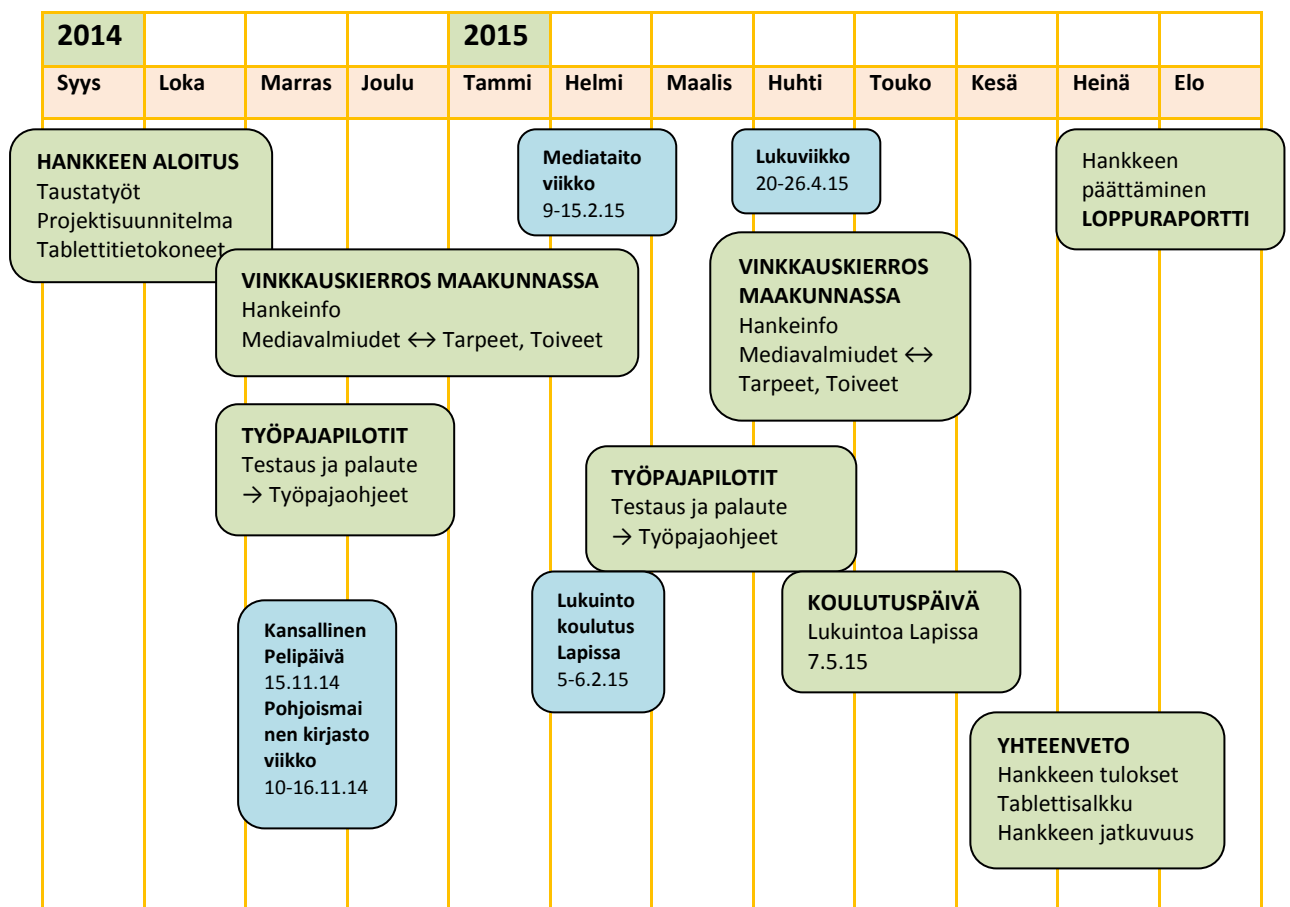 2014 2015
Syys Loka Marras Joulu Tammi Helmi Maalis Huhti Touko Kesä Heinä Elo
HANKKEEN ALOITUS
Taustatyöt
Projektisuunnitelma
Tablettitietokoneet
Mediataito
viikko
9-15.2.15
Lukuviikko
20-26.4.15
Hankkeen
päättäminen
LOPPURAPORTTI
VINKKAUSKIERROS MAAKUNNASSA
Hankeinfo
Mediavalmiudet ↔ Tarpeet, Toiveet
VINKKAUSKIERROS
MAAKUNNASSA
Hankeinfo
Mediavalmiudet ↔
Tarpeet, Toiveet
TYÖPAJAPILOTIT
Testaus ja palaute
→ Työpajaohjeet
TYÖPAJAPILOTIT
Testaus ja palaute
→ Työpajaohjeet
Kansallinen
Pelipäivä
15.11.14
Pohjoismai
nen kirjasto
viikko
10-16.11.14
Lukuinto
koulutus
Lapissa
5-6.2.15
KOULUTUSPÄIVÄ
Lukuintoa Lapissa
7.5.15
YHTEENVETO
Hankkeen tulokset
Tablettisalkku
Hankkeen jatkuvuus